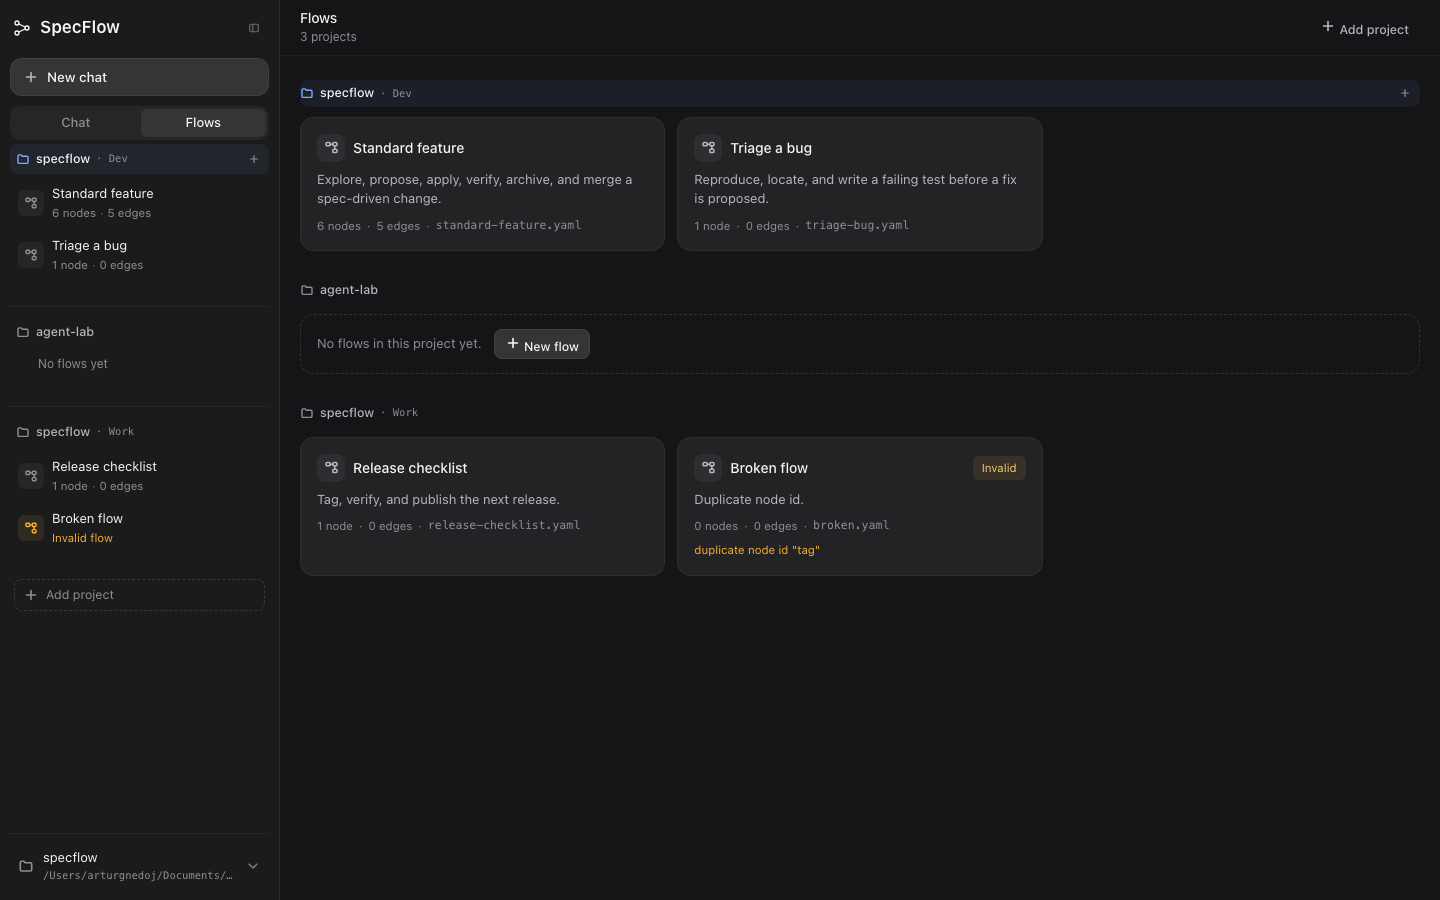 SpecFlow
New chat
Chat
Flows
specflow · Dev
Standard feature
6 nodes · 5 edges
Triage a bug
1 node · 0 edges
agent-lab
No flows yet
specflow · Work
Release checklist
1 node · 0 edges
Broken flow
Invalid flow
Add project
specflow
/Users/arturgnedoj/Documents/…
Flows
3 projects
Add project
specflow · Dev
Standard feature
Explore, propose, apply, verify, archive, and merge a
spec-driven change.
6 nodes · 5 edges · standard-feature.yaml
Triage a bug
Reproduce, locate, and write a failing test before a fix
is proposed.
1 node · 0 edges · triage-bug.yaml
agent-lab
No flows in this project yet.
New flow
specflow · Work
Release checklist
Tag, verify, and publish the next release.
1 node · 0 edges · release-checklist.yaml
Broken flow
Invalid
Duplicate node id.
0 nodes · 0 edges · broken.yaml
duplicate node id "tag"